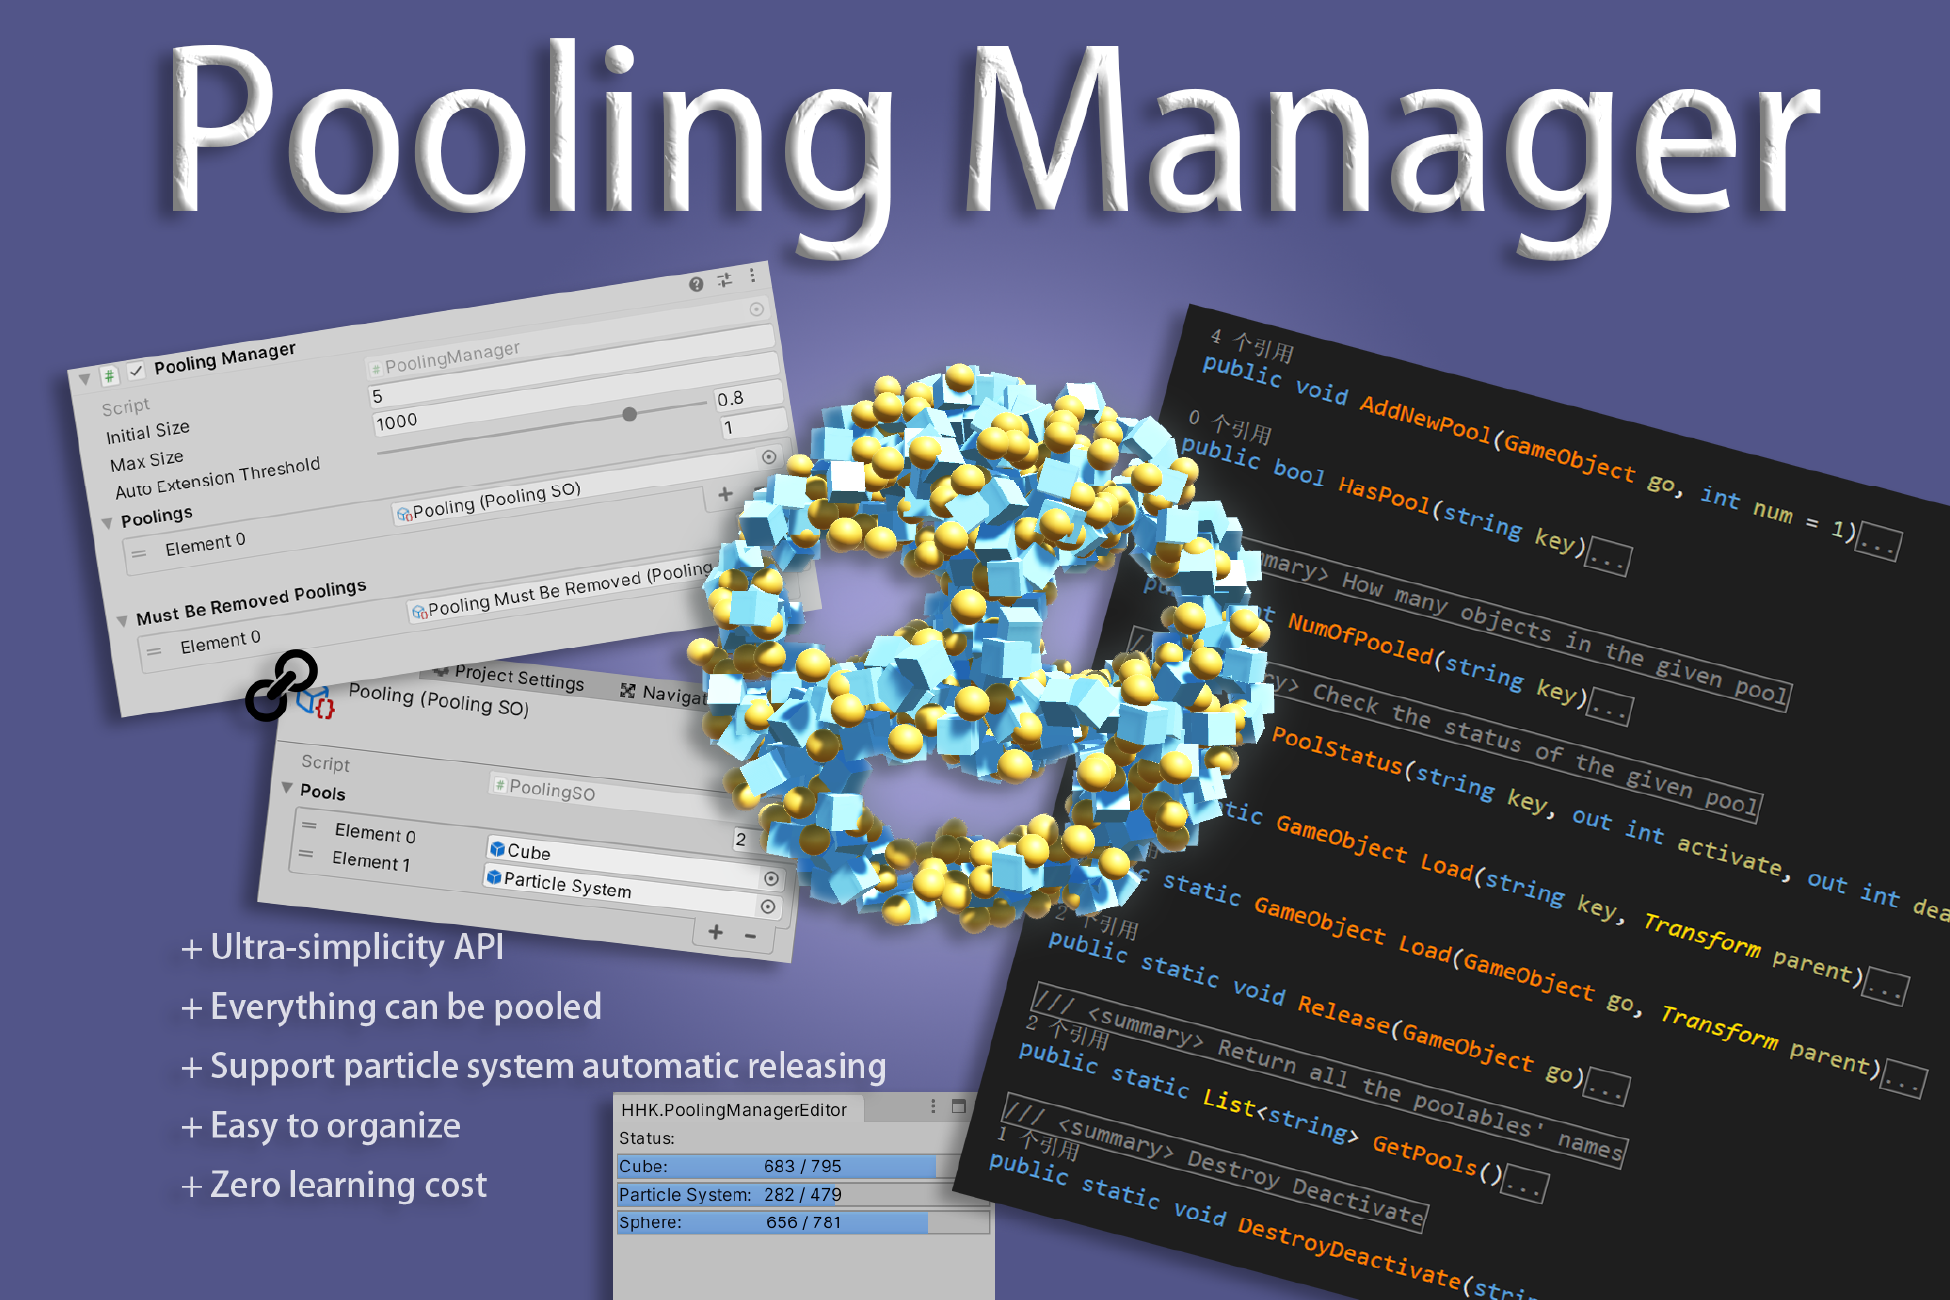 Pooling Manager
Pooling Manager
Script
PoolingManager
Initial Size
5
Max Size
1000
Auto Extension Threshold
0.8
Poolings
1
Element 0
Pooling (Pooling SO)
Must Be Removed Poolings
Element 0
Pooling Must Be Removed (Pooling
Project Settings
Pooling (Pooling SO)
Script
PoolingSO
Pools
2
Element 0
Cube
Element 1
Particle System
+ Ultra-simplicity API
+ Everything can be pooled
+ Support particle system automatic releasing
+ Easy to organize
+ Zero learning cost
HHK.PoolingManagerEditor
Status:
Cube: 683 / 795
Particle System: 282 / 479
Sphere: 656 / 781
4 个引用
public void AddNewPool(GameObject go, int num = 1)...
0 个引用
public bool HasPool(string key)...
> How many objects in the given pool
NumOfPooled(string key)...
> Check the status of the given pool
PoolStatus(string key, out int activate, out int
GameObject Load(string key, Transform parent)...
static GameObject Load(GameObject go, Transform parent)...
2 个引用
public static void Release(GameObject go)...
/// <summary> Return all the poolables' names
2 个引用
public static List<string> GetPools()...
/// <summary> Destroy Deactivate
1 个引用
public static void DestroyDeactivate(